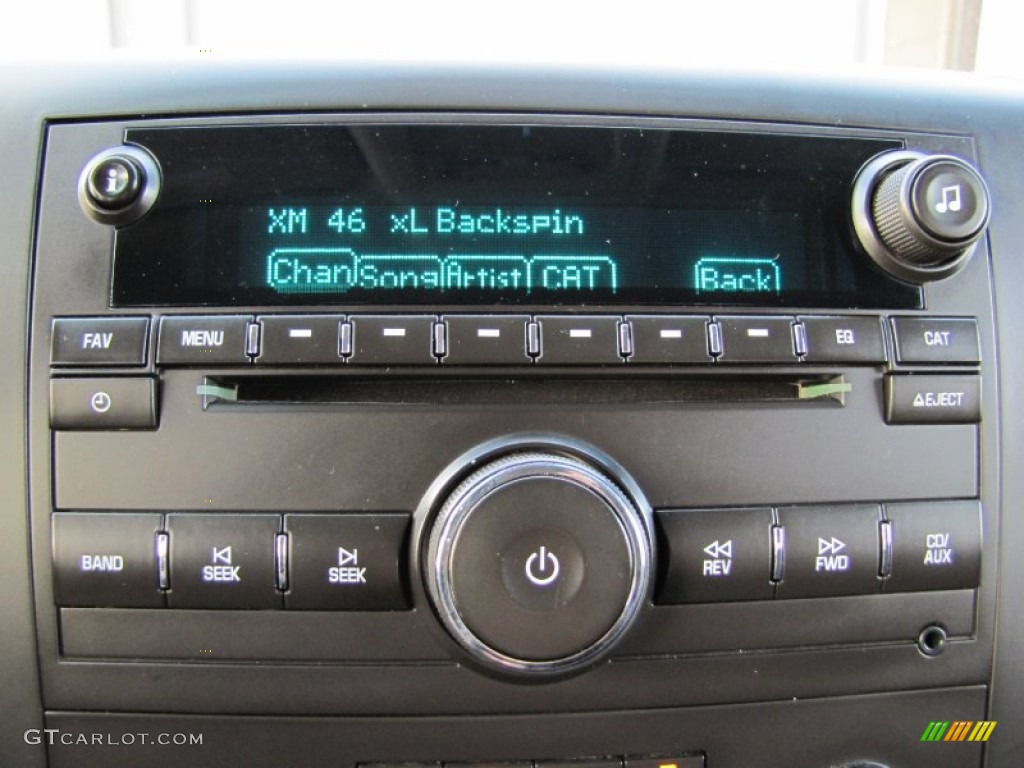 i
XM 46 xL Backspin
Chan Song Artist CAT Back
FAV MENU EQ CAT
EJECT
BAND SEEK SEEK REV FWD CD/AUX
GTCARLOT.COM